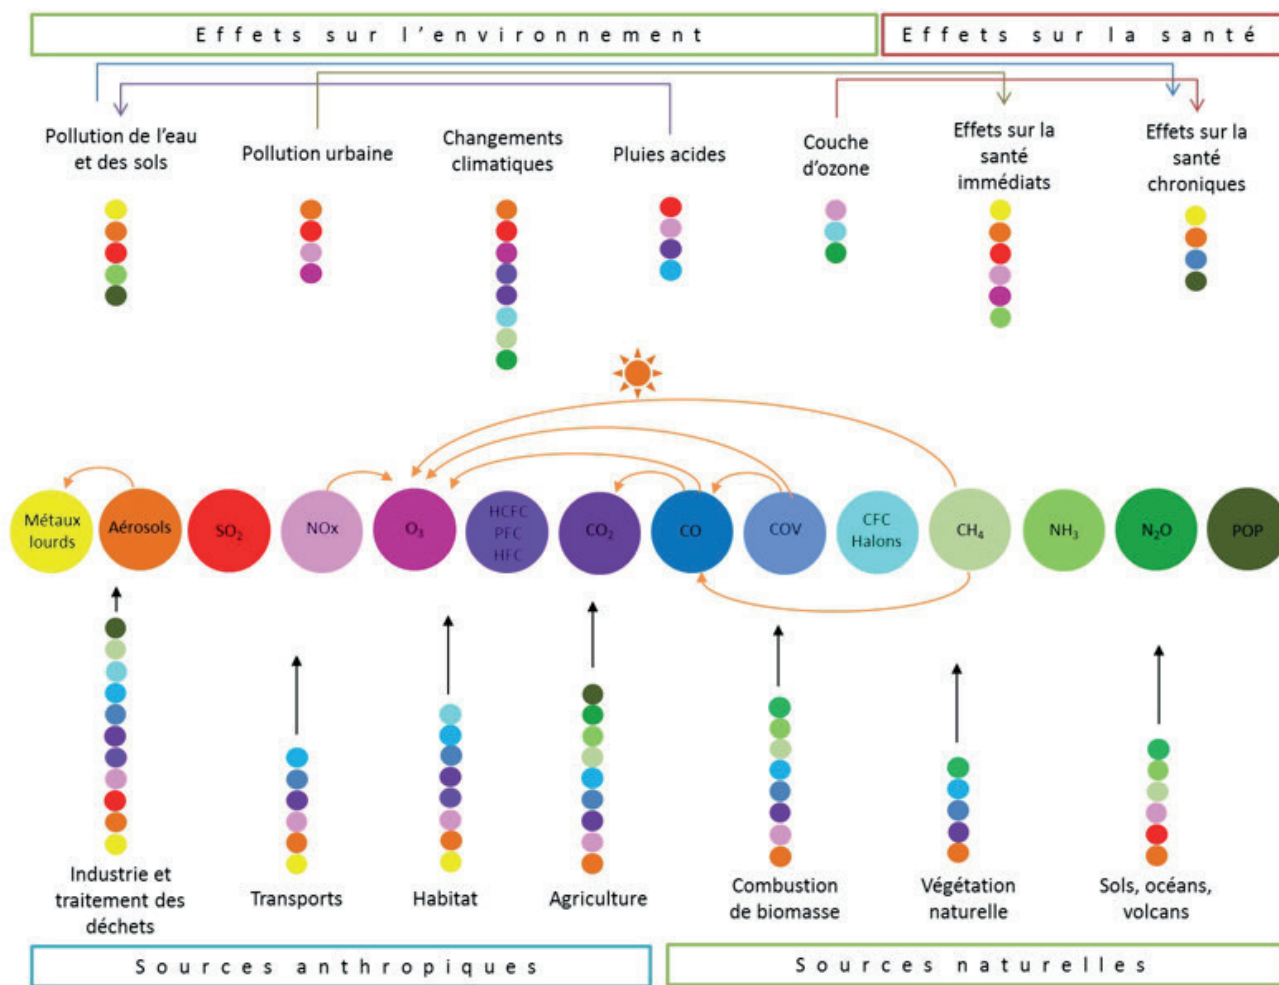 Effets sur l'environnement
Effets sur la santé
Pollution de l'eau
et des sols
Pollution urbaine
Changements
climatiques
Pluies acides
Couche
d'ozone
Effets sur la
santé
immédiats
Effets sur la
santé
chroniques
Métaux
lourds
Aérosols
SO₂
NOx
O₃
HCFC
PFC
HFC
CO₂
CO
COV
CFC
Halons
CH₄
NH₃
N₂O
POP
Industrie et
traitement des
déchets
Transports
Habitat
Agriculture
Combustion
de biomasse
Végétation
naturelle
Sols, océans,
volcans
Sources anthropiques
Sources naturelles